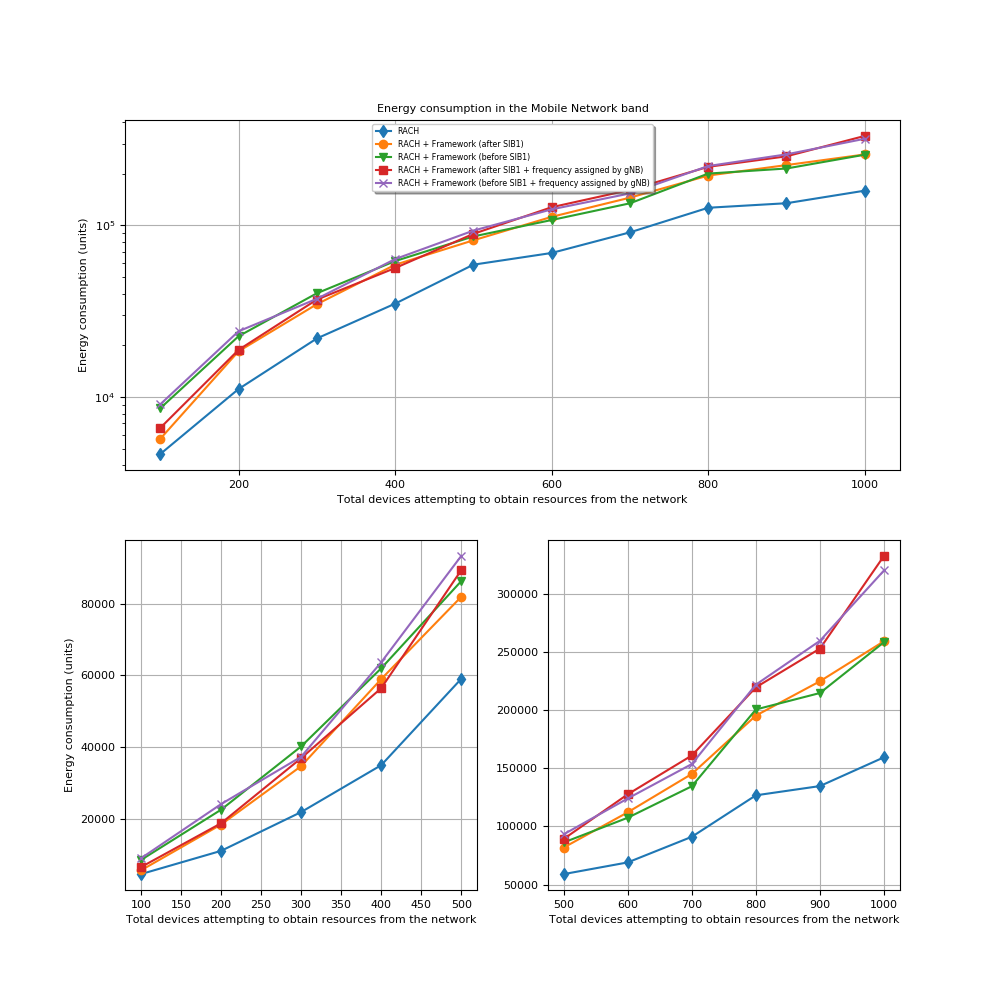 Energy consumption in the Mobile Network band
RACH
RACH + Framework (after SIB1)
RACH + Framework (before SIB1)
RACH + Framework (after SIB1 + frequency assigned by gNB)
RACH + Framework (before SIB1 + frequency assigned by gNB)
Energy consumption (units)
10⁵
10⁴
200 400 600 800 1000
Total devices attempting to obtain resources from the network
Energy consumption (units)
80000
60000
40000
20000
100 150 200 250 300 350 400 450 500
Total devices attempting to obtain resources from the network
300000
250000
200000
150000
100000
50000
500 600 700 800 900 1000
Total devices attempting to obtain resources from the network